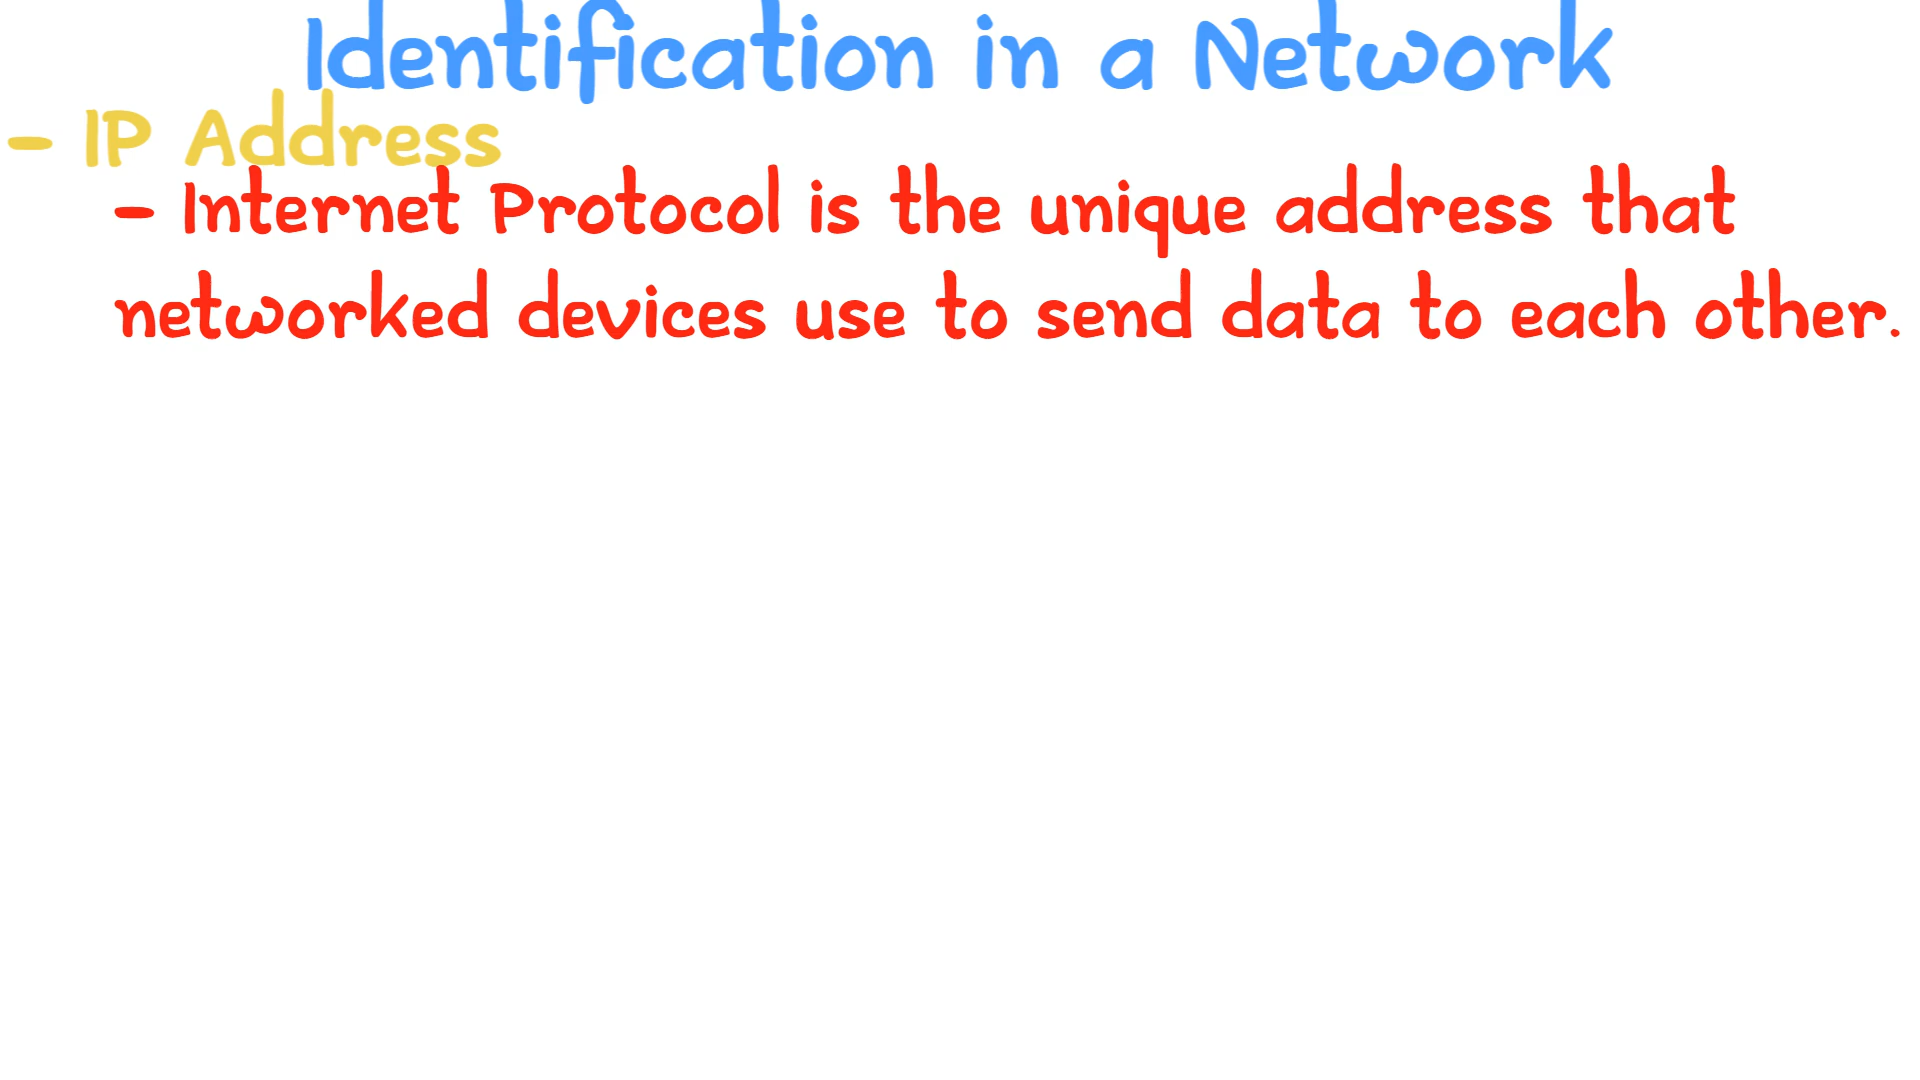 Identification in a Network
- IP Address
- Internet Protocol is the unique address that
networked devices use to send data to each other.